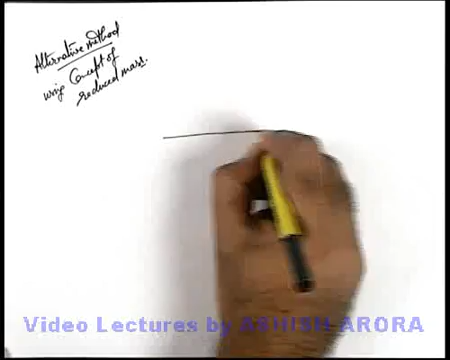 Alternative method
using Concept of
reduced mass.
Video Lectures by ASHISH ARORA